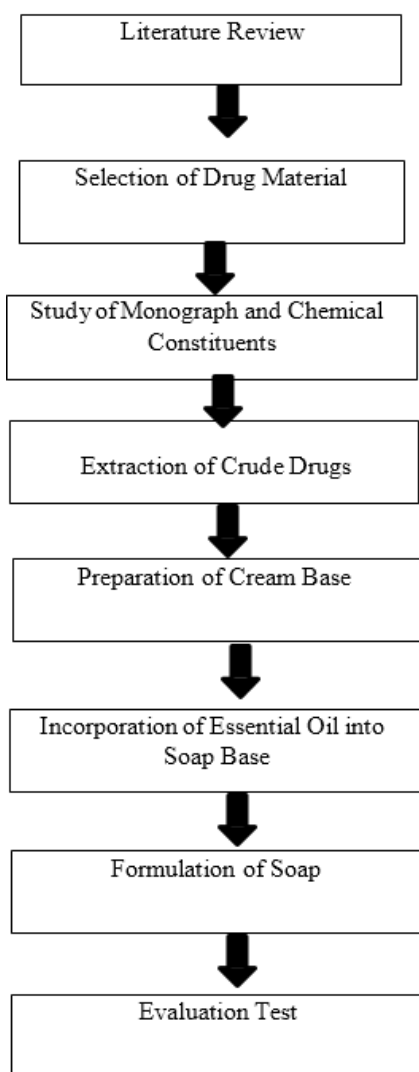 Literature Review
Selection of Drug Material
Study of Monograph and Chemical
Constituents
Extraction of Crude Drugs
Preparation of Cream Base
Incorporation of Essential Oil into
Soap Base
Formulation of Soap
Evaluation Test